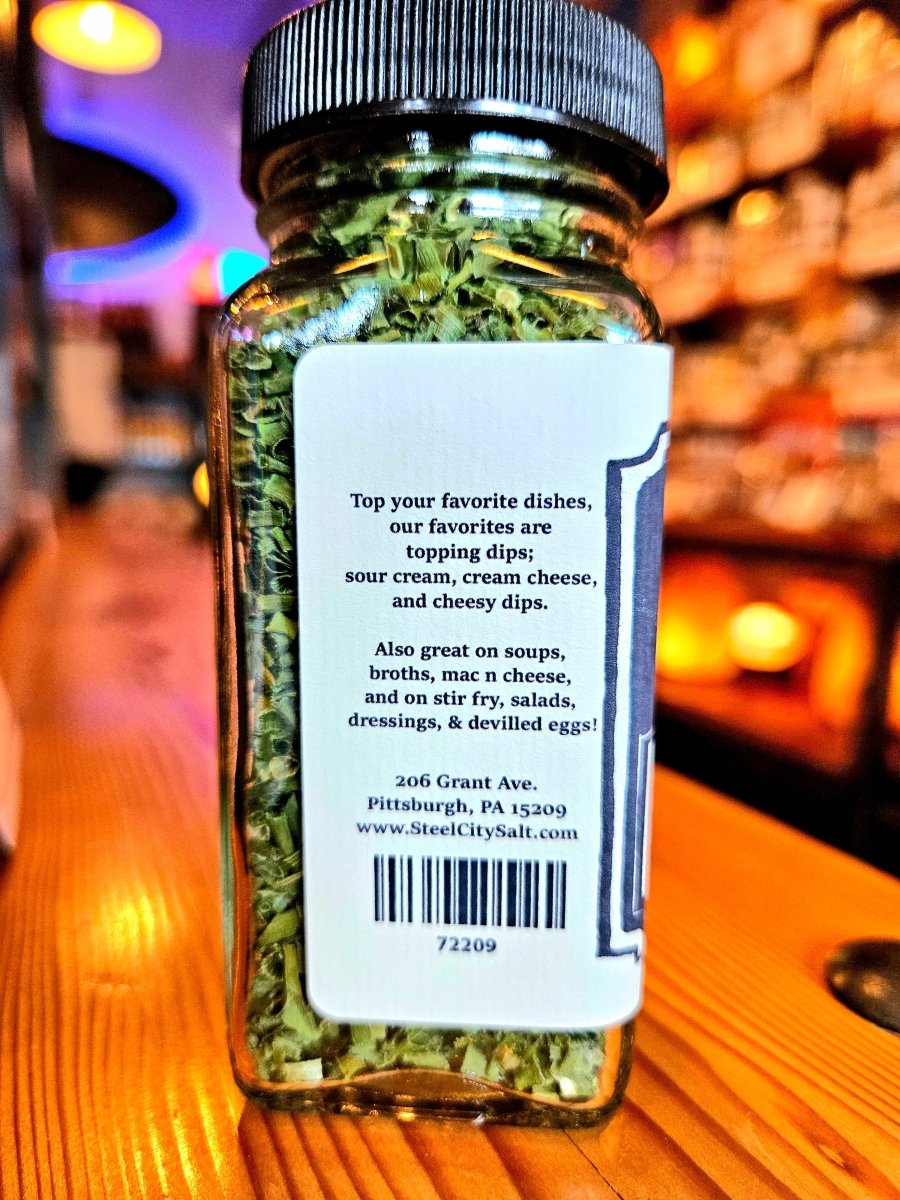 Top your favorite dishes,
our favorites are
topping dips;
sour cream, cream cheese,
and cheesy dips.
Also great on soups,
broths, mac n cheese,
and on stir fry, salads,
dressings, & devilled eggs!
206 Grant Ave.
Pittsburgh, PA 15209
www.SteelCitySalt.com
72209